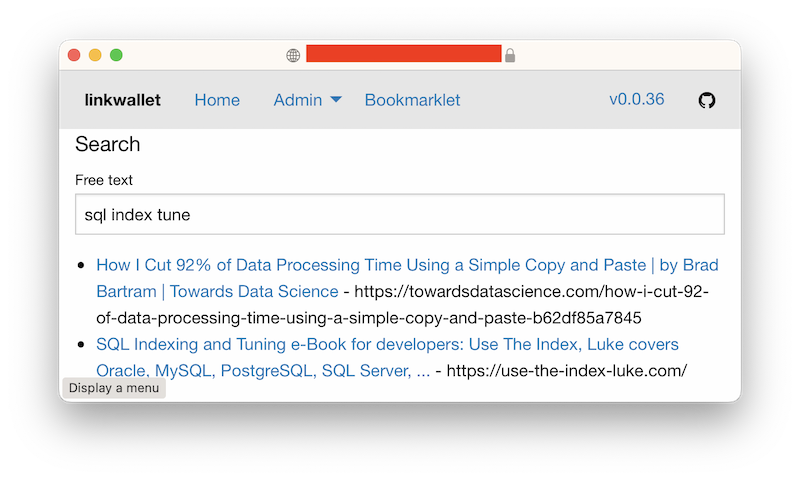 linkwallet Home Admin Bookmarklet v0.0.36
Search
Free text
sql index tune
How I Cut 92% of Data Processing Time Using a Simple Copy and Paste | by Brad
Bartram | Towards Data Science - https://towardsdatascience.com/how-i-cut-92-
of-data-processing-time-using-a-simple-copy-and-paste-b62df85a7845
SQL Indexing and Tuning e-Book for developers: Use The Index, Luke covers
Oracle, MySQL, PostgreSQL, SQL Server, ... - https://use-the-index-luke.com/
Display a menu